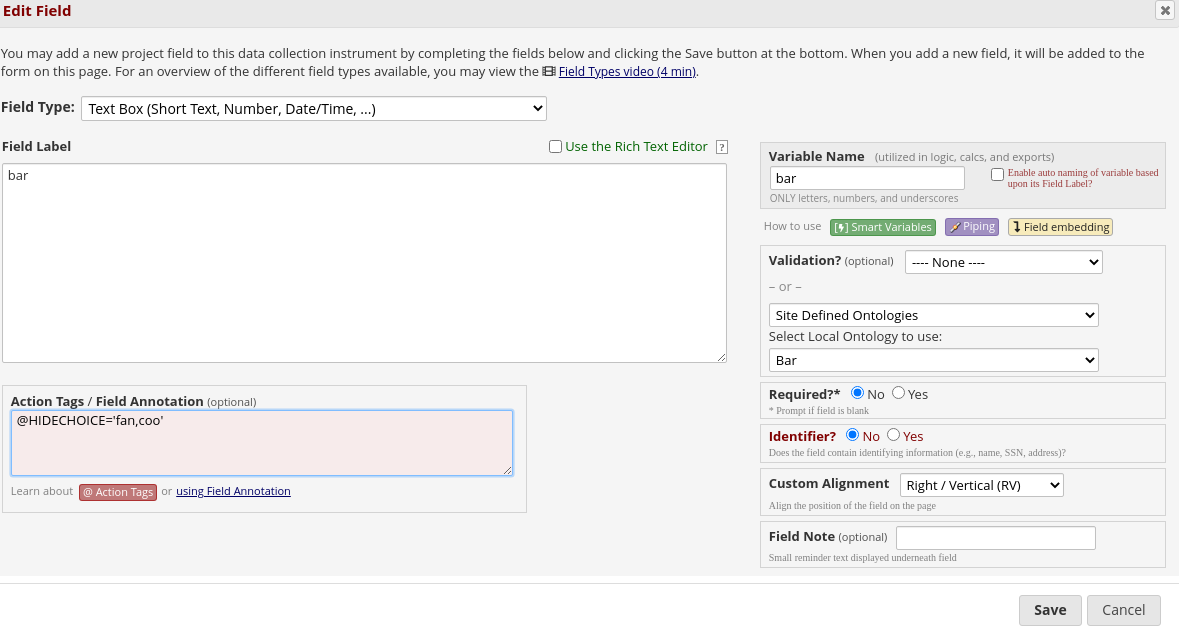 Edit Field
You may add a new project field to this data collection instrument by completing the fields below and clicking the Save button at the bottom. When you add a new field, it will be added to the
form on this page. For an overview of the different field types available, you may view the Field Types video (4 min).
Field Type: Text Box (Short Text, Number, Date/Time, ...)
Field Label
Use the Rich Text Editor ?
bar
Action Tags / Field Annotation (optional)
@HIDECHOICE='fan,coo'
Learn about @ Action Tags or using Field Annotation
Variable Name (utilized in logic, calcs, and exports)
bar
Enable auto naming of variable based
upon its Field Label?
ONLY letters, numbers, and underscores
How to use [ ] Smart Variables Piping Field embedding
Validation? (optional) ---- None ----
– or –
Site Defined Ontologies
Select Local Ontology to use:
Bar
Required?* No Yes
* Prompt if field is blank
Identifier? No Yes
Does the field contain identifying information (e.g., name, SSN, address)?
Custom Alignment Right / Vertical (RV)
Align the position of the field on the page
Field Note (optional)
Small reminder text displayed underneath field
Save Cancel